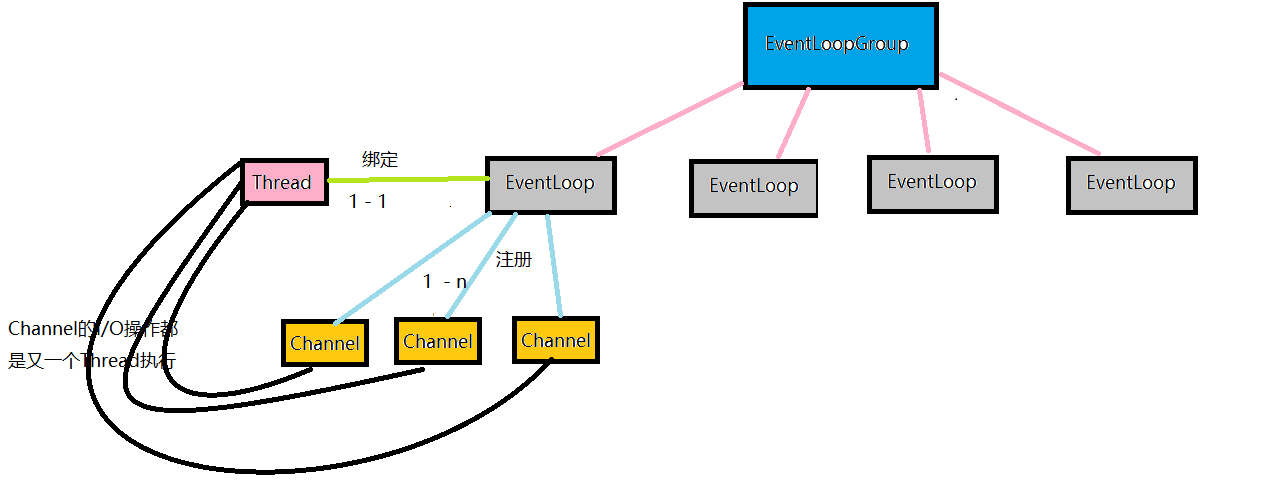 EventLoopGroup
绑定
Thread
EventLoop
EventLoop
EventLoop
EventLoop
1 - 1
注册
1 - n
Channel的I/O操作都
是又一个Thread执行
Channel
Channel
Channel